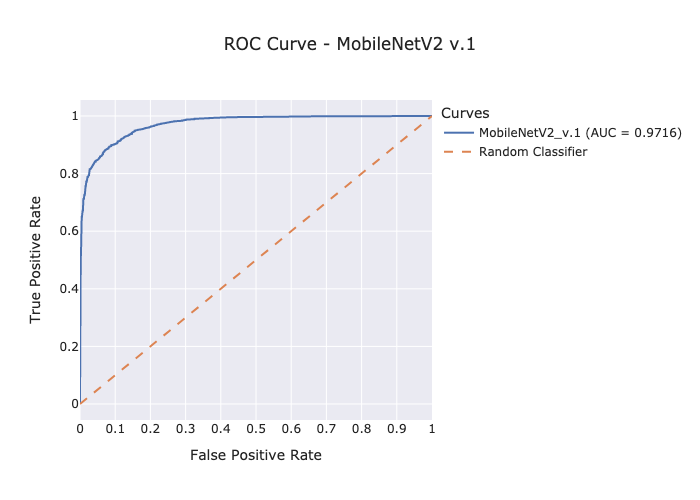 ROC Curve - MobileNetV2 v.1
Curves
MobileNetV2_v.1 (AUC = 0.9716)
Random Classifier
True Positive Rate
1
0.8
0.6
0.4
0.2
0
0 0.1 0.2 0.3 0.4 0.5 0.6 0.7 0.8 0.9 1
False Positive Rate